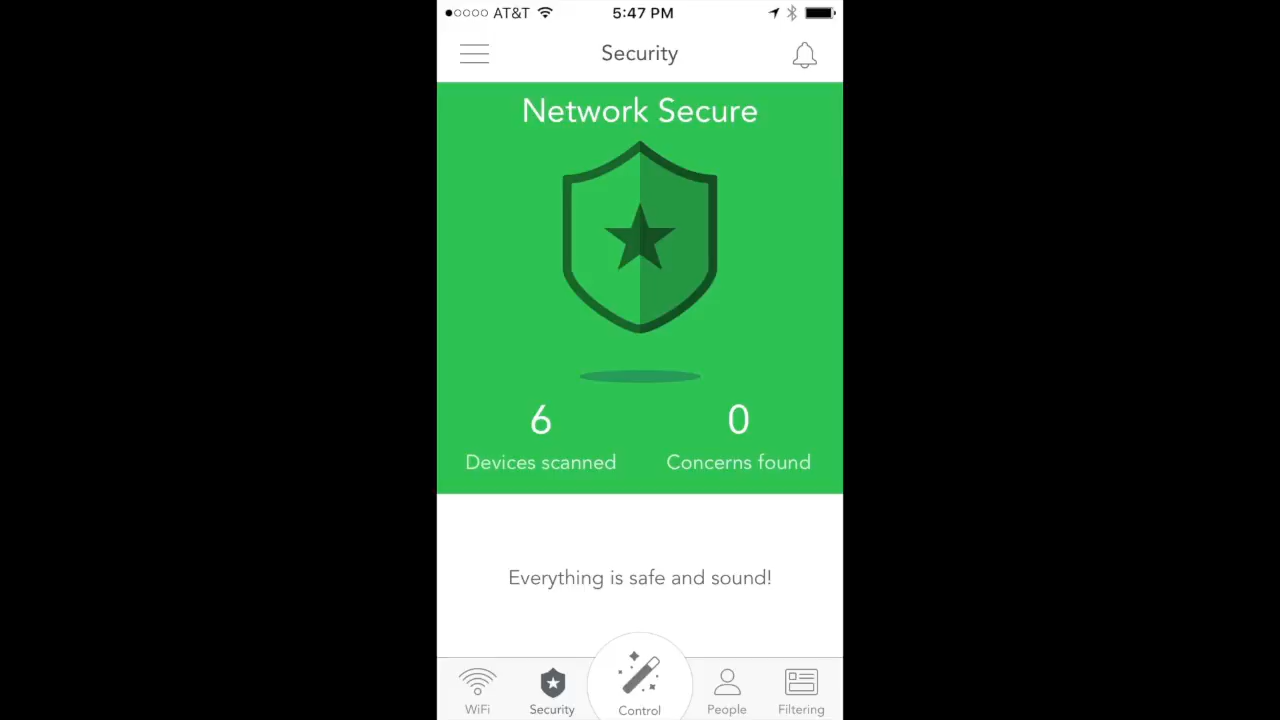 AT&T 5:47 PM
Security
Network Secure
6 0
Devices scanned Concerns found
Everything is safe and sound!
WiFi Security Control People Filtering